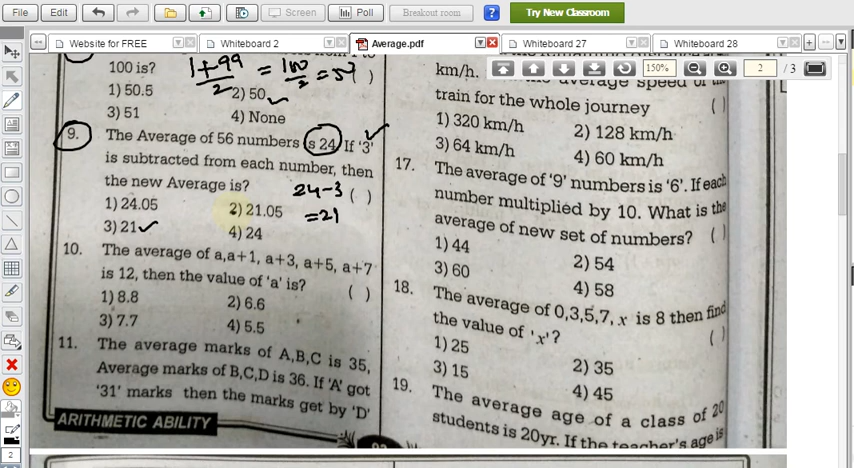 File
Edit
Screen
Poll
Breakout room
?
Try New Classroom
Website for FREE
Whiteboard 2
Average.pdf
Whiteboard 27
Whiteboard 28
150%
2 / 3
100 is?
1+99/2 = 100/2 =
1) 50.5
2) 50
3) 51
4) None
9. The Average of 56 numbers is 24. If '3'
is subtracted from each number, then
the new Average is? ( )
24-3
=21
1) 24.05
2) 21.05
3) 21
4) 24
10. The average of a,a+1, a+3, a+5, a+7
is 12, then the value of 'a' is? ( )
1) 8.8
2) 6.6
3) 7.7
4) 5.5
11. The average marks of A,B,C is 35,
Average marks of B,C,D is 36. If 'A' got
'31' marks then the marks get by 'D'
ARITHMETIC ABILITY
km/h.
the average speed of the
train for the whole journey ( )
1) 320 km/h
2) 128 km/h
3) 64 km/h
4) 60 km/h
17. The average of '9' numbers is '6'. If each
number multiplied by 10. What is the
average of new set of numbers? ( )
1) 44
2) 54
3) 60
4) 58
18. The average of 0,3,5,7, x is 8 then find
the value of 'x'? ( )
1) 25
2) 35
3) 15
4) 45
19. The average age of a class of 20
students is 20yr. If the teacher's age is
2